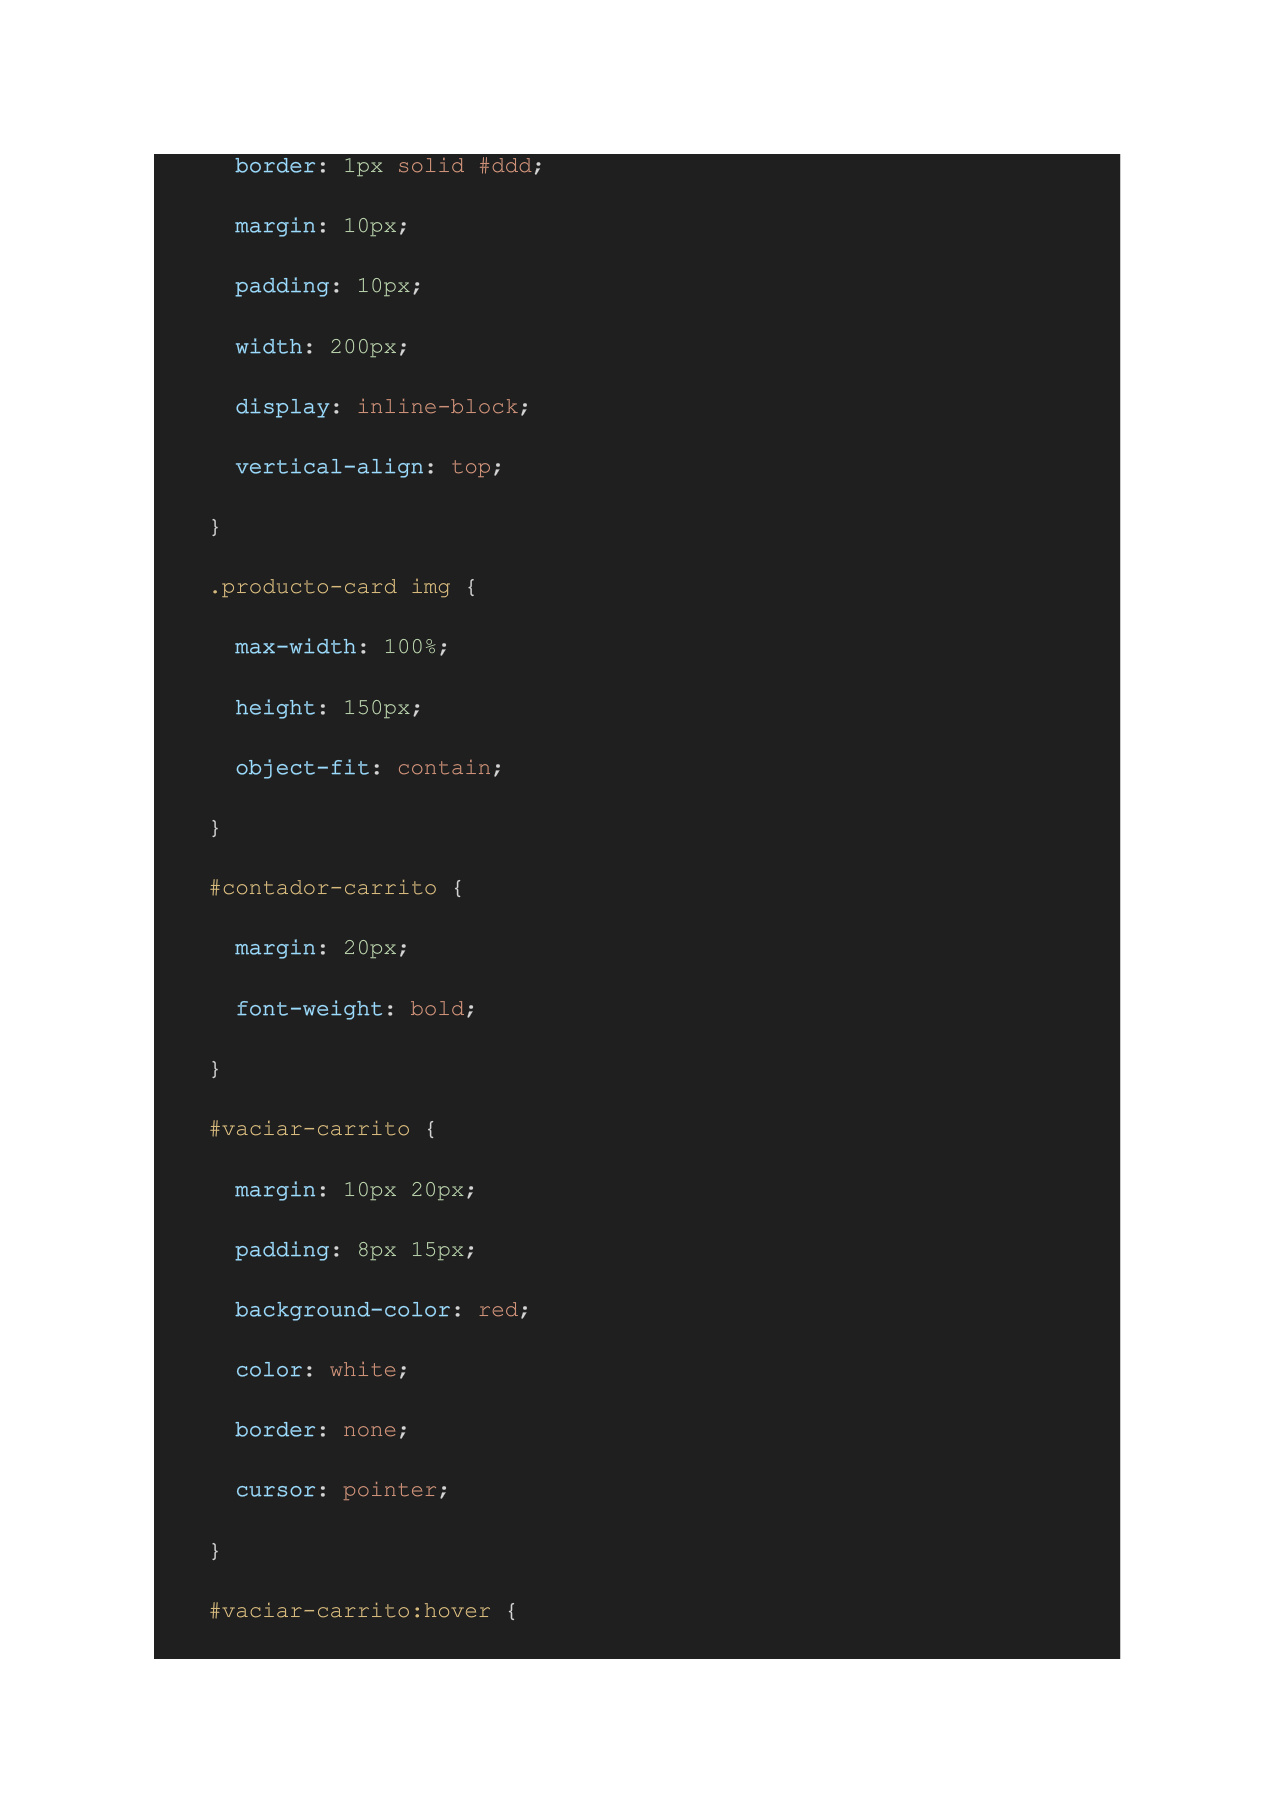 border: 1px solid #ddd;
margin: 10px;
padding: 10px;
width: 200px;
display: inline-block;
vertical-align: top;
}
.producto-card img {
max-width: 100%;
height: 150px;
object-fit: contain;
}
#contador-carrito {
margin: 20px;
font-weight: bold;
}
#vaciar-carrito {
margin: 10px 20px;
padding: 8px 15px;
background-color: red;
color: white;
border: none;
cursor: pointer;
}
#vaciar-carrito:hover {